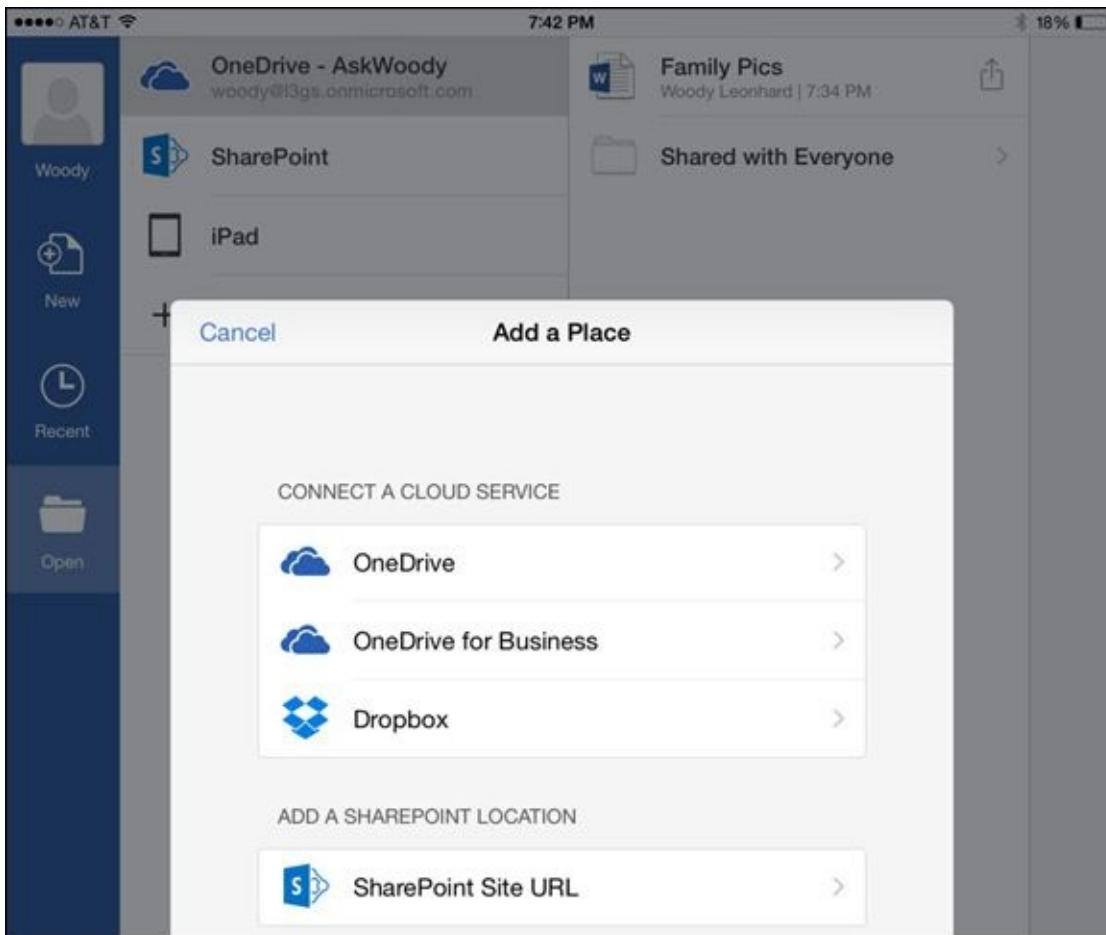 AT&T 7:42 PM 18%
Woody
New
Recent
Open
OneDrive - AskWoody
woody@l3gs.onmicrosoft.com
SharePoint
iPad
Family Pics
Woody Leonhard | 7:34 PM
Shared with Everyone
Cancel Add a Place
CONNECT A CLOUD SERVICE
OneDrive
OneDrive for Business
Dropbox
ADD A SHAREPOINT LOCATION
SharePoint Site URL